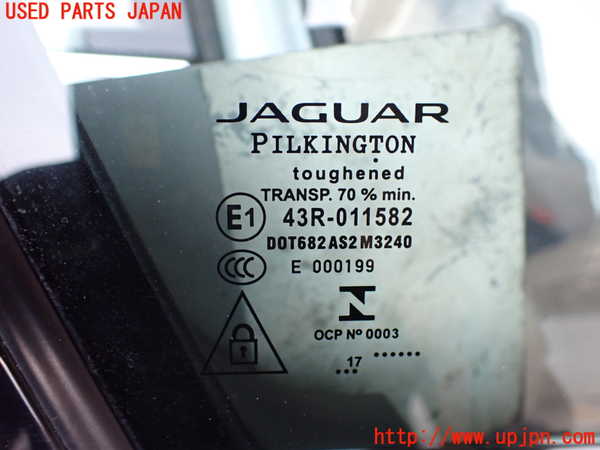 USED PARTS JAPAN
JAGUAR
PILKINGTON
toughened
TRANSP. 70 % min.
E1 43R-011582
DOT682 AS2 M3240
CCC E 000199
N
OCP Nº 0003
17 ......
...
http://www.upjpn.com/